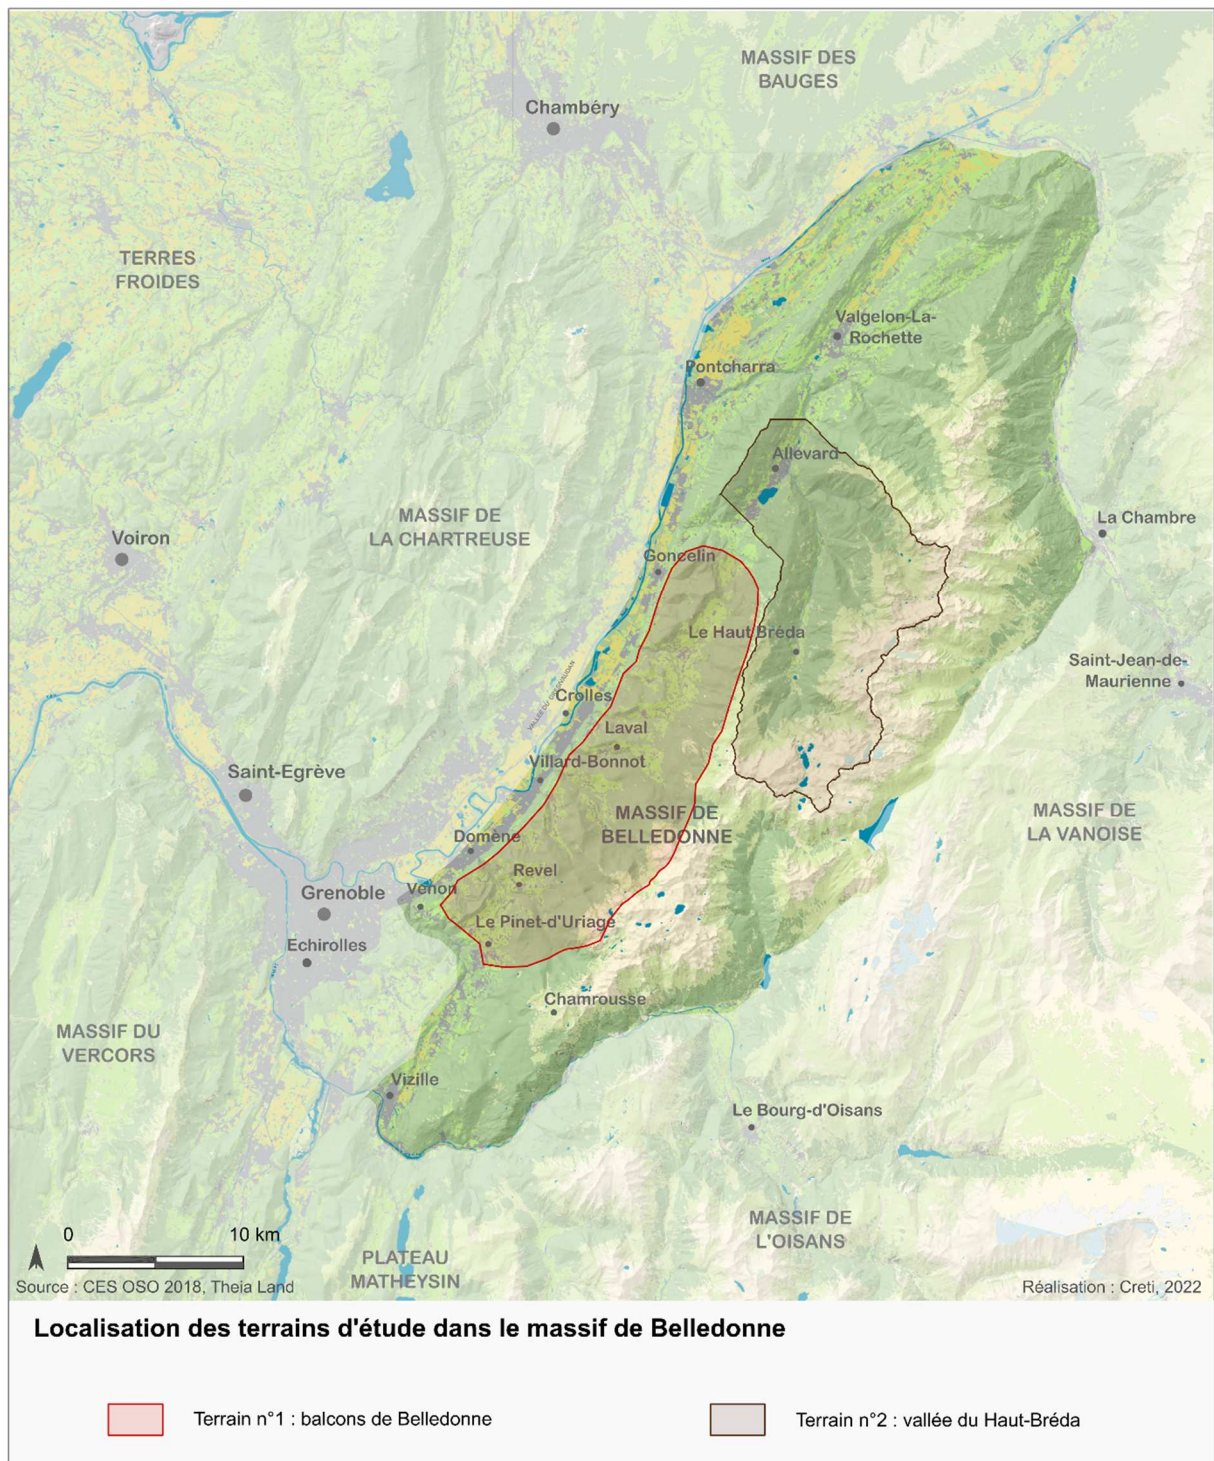 MASSIF DES
BAUGES
Chambéry
TERRES
FROIDES
Valgelon-La-
Rochette
Pontcharra
Allevard
MASSIF DE
LA CHARTREUSE
La Chambre
Voiron
Goncelin
Le Haut Bréda
Saint-Jean-de-
Maurienne
VALLÉE DU GRÉSIVAUDAN
Crolles
Laval
Villard-Bonnot
Saint-Egrève
MASSIF DE
BELLEDONNE
MASSIF DE
LA VANOISE
Domène
Revel
Venon
Grenoble
Le Pinet-d'Uriage
Echirolles
Chamrousse
MASSIF DU
VERCORS
Vizille
Le Bourg-d'Oisans
MASSIF DE
L'OISANS
0 10 km
PLATEAU
MATHEYSIN
Source : CES OSO 2018, Theia Land
Réalisation : Creti, 2022
Localisation des terrains d'étude dans le massif de Belledonne
Terrain n°1 : balcons de Belledonne
Terrain n°2 : vallée du Haut-Bréda